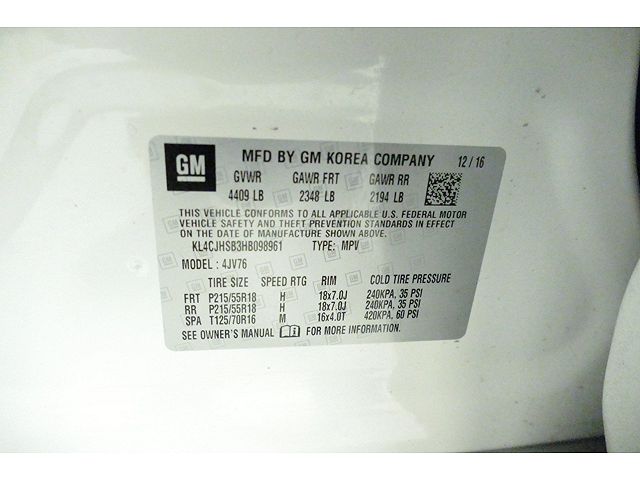 GM MFD BY GM KOREA COMPANY 12/16
GVWR GAWR FRT GAWR RR
4409 LB 2348 LB 2194 LB
THIS VEHICLE CONFORMS TO ALL APPLICABLE U.S. FEDERAL MOTOR
VEHICLE SAFETY AND THEFT PREVENTION STANDARDS IN EFFECT
ON THE DATE OF MANUFACTURE SHOWN ABOVE.
KL4CJHSB3HB098961 TYPE: MPV
MODEL: 4JV76
TIRE SIZE SPEED RTG RIM COLD TIRE PRESSURE
FRT P215/55R18 H 18x7.0J 240KPA, 35 PSI
RR P215/55R18 H 18x7.0J 240KPA, 35 PSI
SPA T125/70R16 M 16x4.0T 420KPA, 60 PSI
SEE OWNER'S MANUAL FOR MORE INFORMATION.